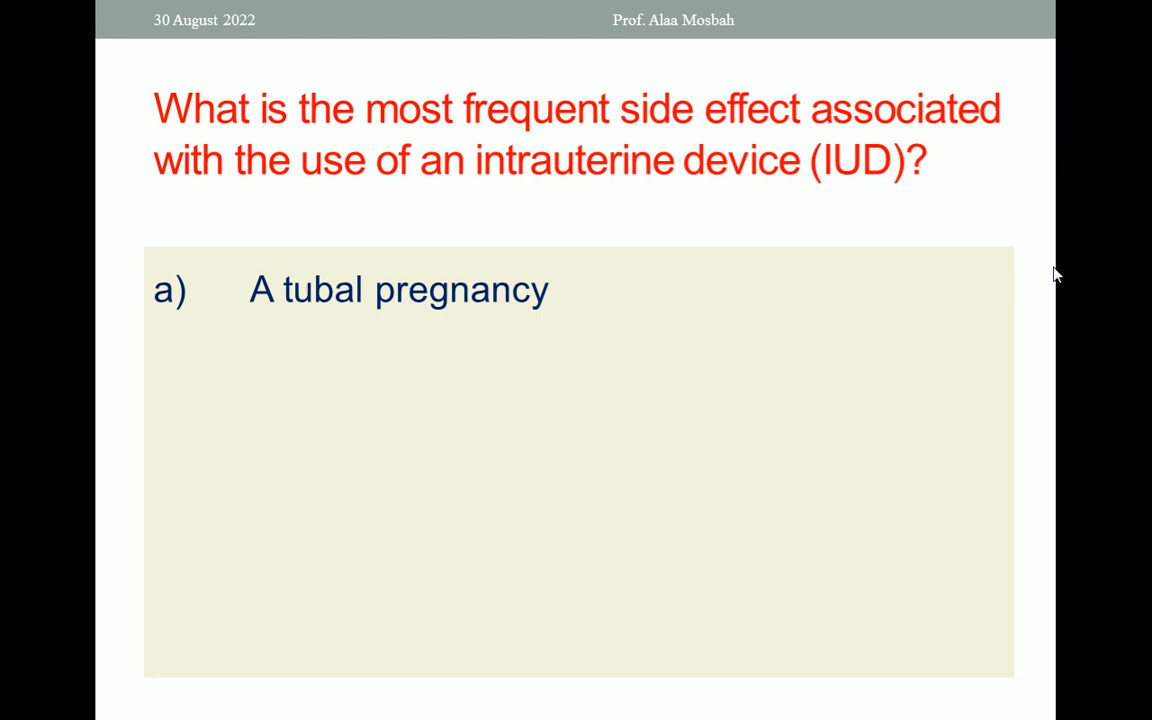 30 August 2022 Prof. Alaa Mosbah
What is the most frequent side effect associated
with the use of an intrauterine device (IUD)?
a) A tubal pregnancy